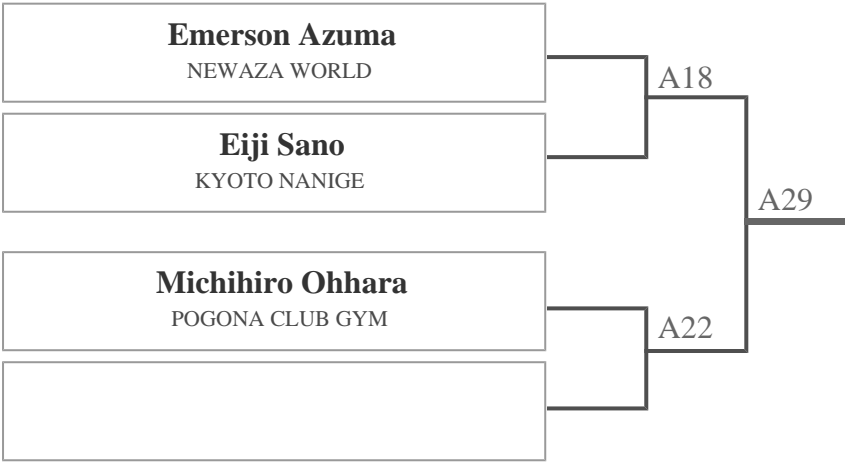 Emerson Azuma
NEWAZA WORLD
A18
Eiji Sano
KYOTO NANIGE
A29
Michihiro Ohhara
POGONA CLUB GYM
A22